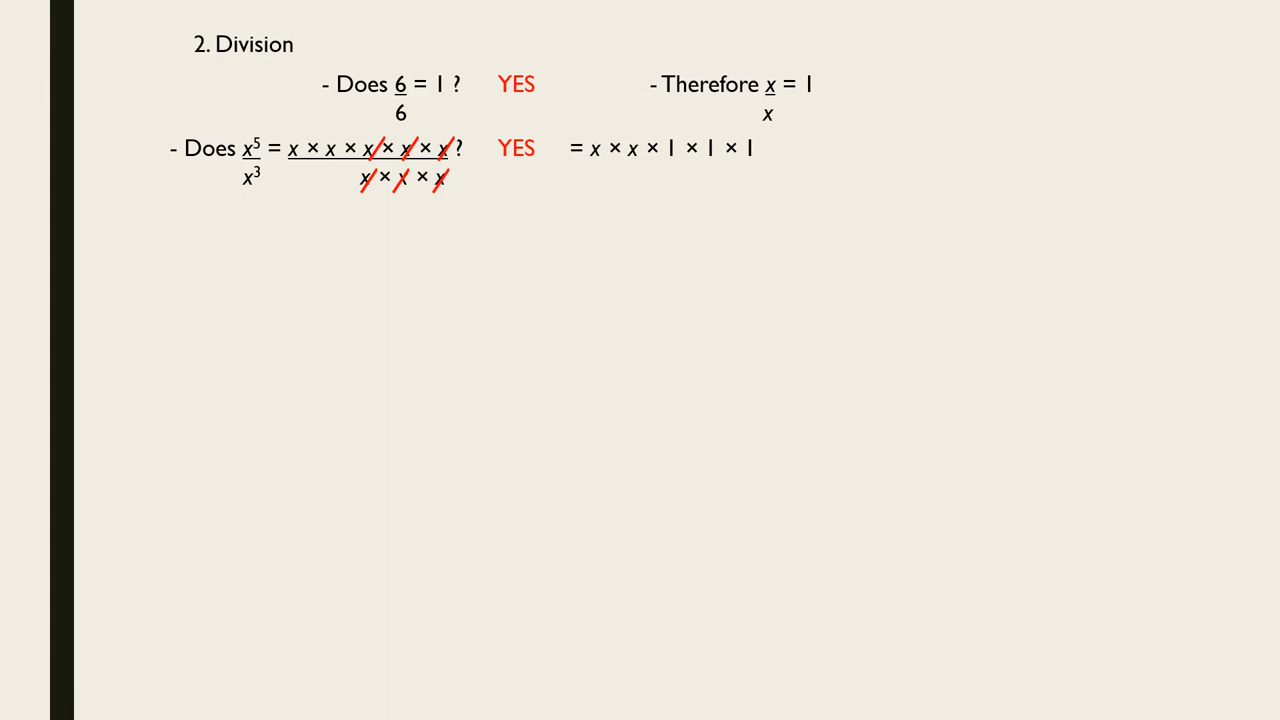 2. Division
- Does 6 = 1 ? YES - Therefore x = 1
6 x
- Does x⁵ = x × x × x × x × x ? YES = x × x × 1 × 1 × 1
x³ x × x × x